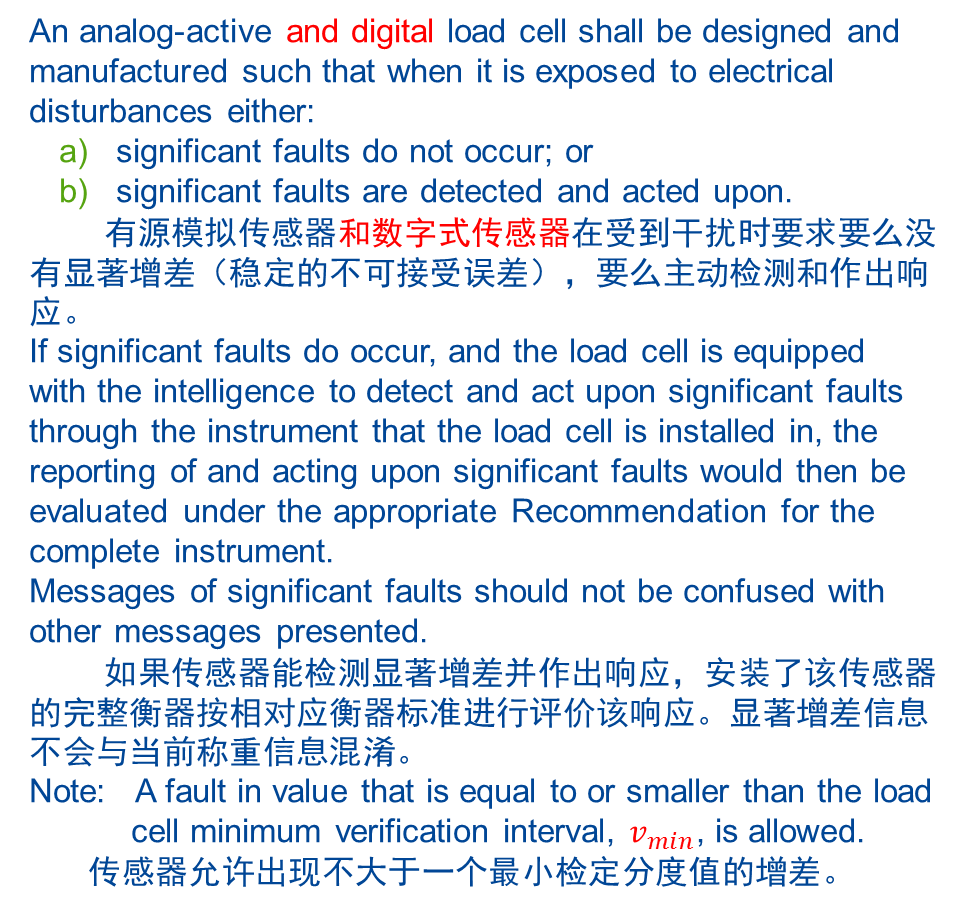 An analog-active and digital load cell shall be designed and
manufactured such that when it is exposed to electrical
disturbances either:
a) significant faults do not occur; or
b) significant faults are detected and acted upon.
有源模拟传感器和数字式传感器在受到干扰时要求要么没
有显著增差（稳定的不可接受误差），要么主动检测和作出响
应。
If significant faults do occur, and the load cell is equipped
with the intelligence to detect and act upon significant faults
through the instrument that the load cell is installed in, the
reporting of and acting upon significant faults would then be
evaluated under the appropriate Recommendation for the
complete instrument.
Messages of significant faults should not be confused with
other messages presented.
如果传感器能检测显著增差并作出响应，安装了该传感器
的完整衡器按相对应衡器标准进行评价该响应。显著增差信息
不会与当前称重信息混淆。
Note: A fault in value that is equal to or smaller than the load
cell minimum verification interval, v_min, is allowed.
传感器允许出现不大于一个最小检定分度值的增差。